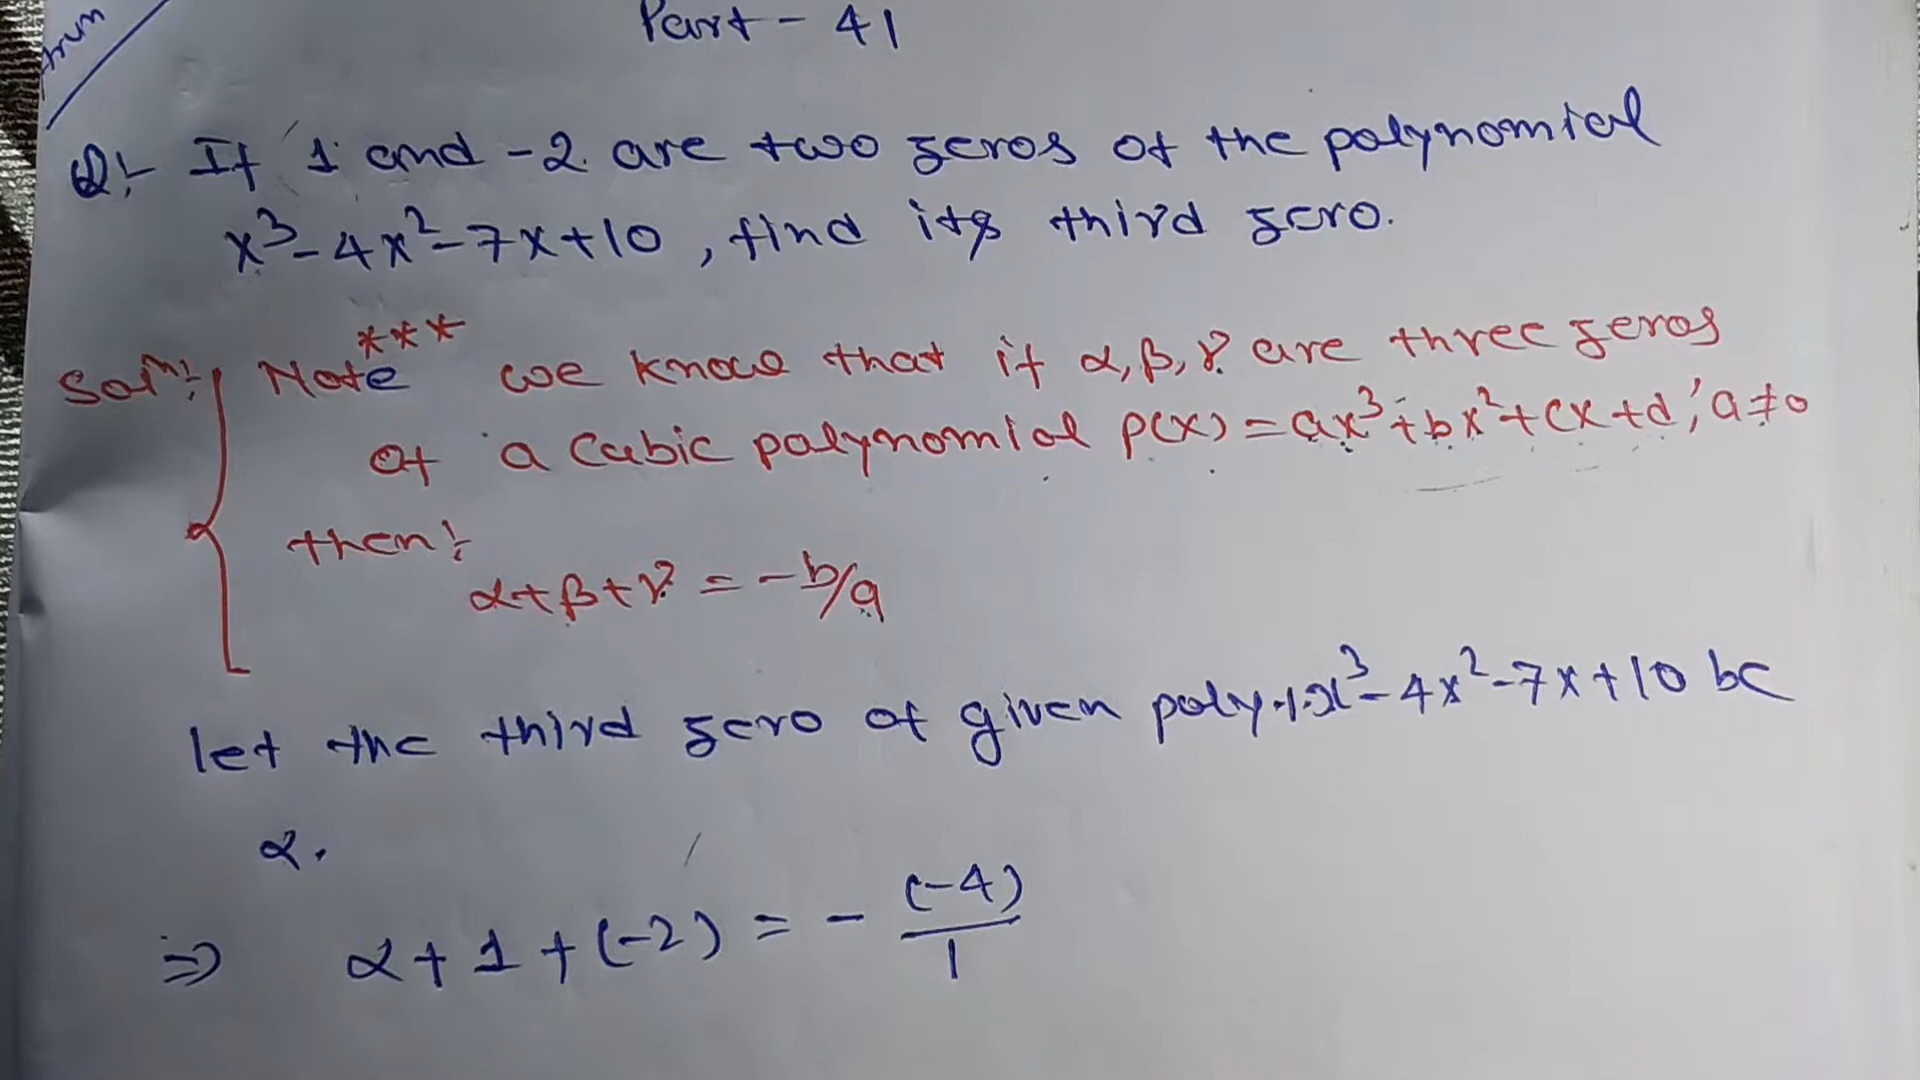 Part - 41
Q:- If 1 and -2 are two zeros of the polynomial
x³-4x²-7x+10, find its third zero.
Solⁿ:- Note*** we know that if α, β, γ are three zeros
of a cubic polynomial p(x) = ax³+bx²+cx+d, a≠0
then:-
α+β+γ = -b/a
let the third zero of given poly. 1.x³-4x²-7x+10 be
α.
⇒ α+1+(-2) = - (-4)/1